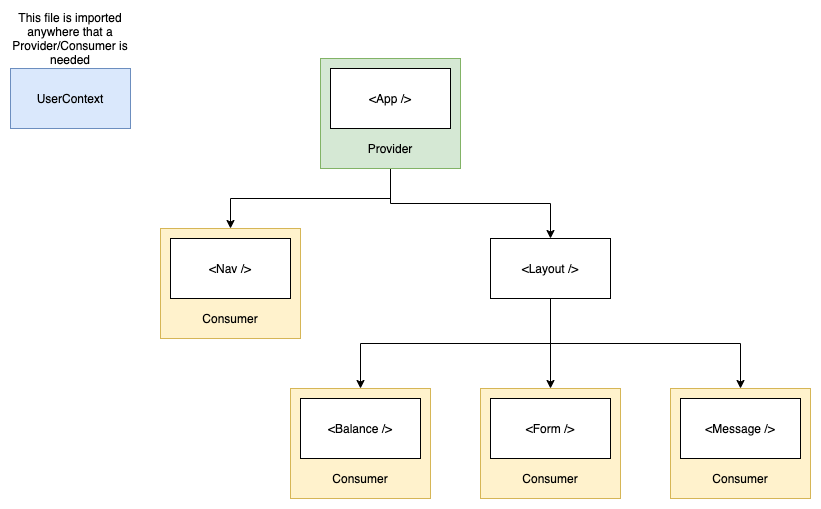 This file is imported
anywhere that a
Provider/Consumer is
needed
UserContext
<App />
Provider
<Nav />
Consumer
<Layout />
<Balance />
Consumer
<Form />
Consumer
<Message />
Consumer